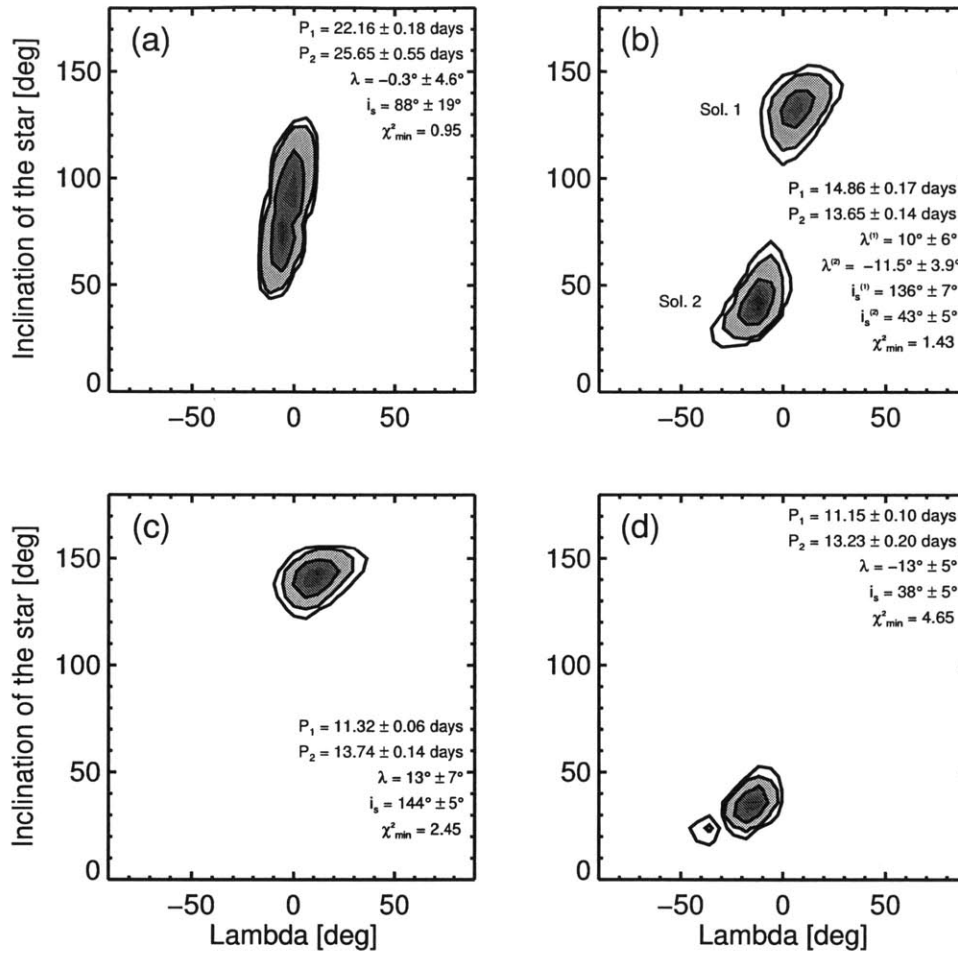 (a)
P₁ = 22.16 ± 0.18 days
P₂ = 25.65 ± 0.55 days
λ = −0.3° ± 4.6°
iₛ = 88° ± 19°
χ²ₘᵢₙ = 0.95
Inclination of the star [deg]
150
100
50
0
−50 0 50
(b)
Sol. 1
P₁ = 14.86 ± 0.17 days
P₂ = 13.65 ± 0.14 days
λ⁽¹⁾ = 10° ± 6°
λ⁽²⁾ = −11.5° ± 3.9°
iₛ⁽¹⁾ = 136° ± 7°
iₛ⁽²⁾ = 43° ± 5°
χ²ₘᵢₙ = 1.43
Sol. 2
150
100
50
0
−50 0 50
(c)
P₁ = 11.32 ± 0.06 days
P₂ = 13.74 ± 0.14 days
λ = 13° ± 7°
iₛ = 144° ± 5°
χ²ₘᵢₙ = 2.45
Inclination of the star [deg]
150
100
50
0
−50 0 50
Lambda [deg]
(d)
P₁ = 11.15 ± 0.10 days
P₂ = 13.23 ± 0.20 days
λ = −13° ± 5°
iₛ = 38° ± 5°
χ²ₘᵢₙ = 4.65
150
100
50
0
−50 0 50
Lambda [deg]